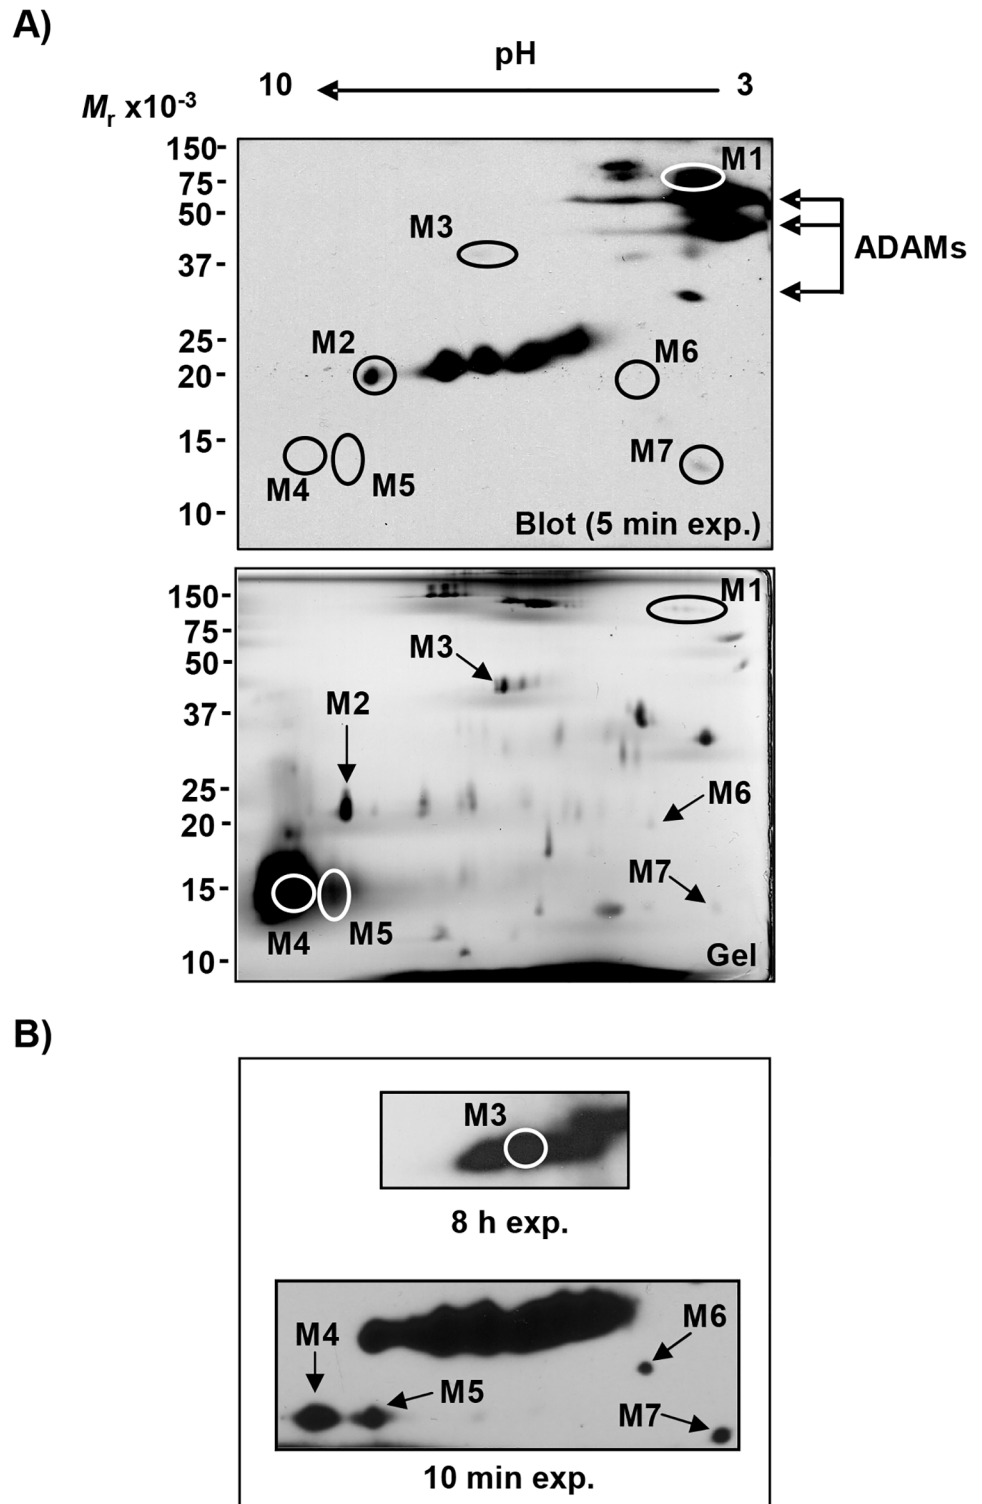 A)
pH
10 3
Mr x10-3
150-
75-
50-
37-
25-
20-
15-
10-
M1
M3
ADAMs
M2
M6
M7
M4 M5
Blot (5 min exp.)
150-
75-
50-
37-
25-
20-
15-
10-
M1
M3
M2
M6
M7
M4 M5
Gel
B)
M3
8 h exp.
M4
M6
M5
M7
10 min exp.